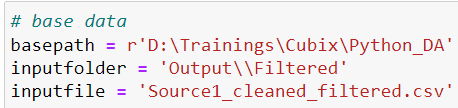 # base data
basepath = r'D:\Trainings\Cubix\Python_DA'
inputfolder = 'Output\\Filtered'
inputfile = 'Source1_cleaned_filtered.csv'